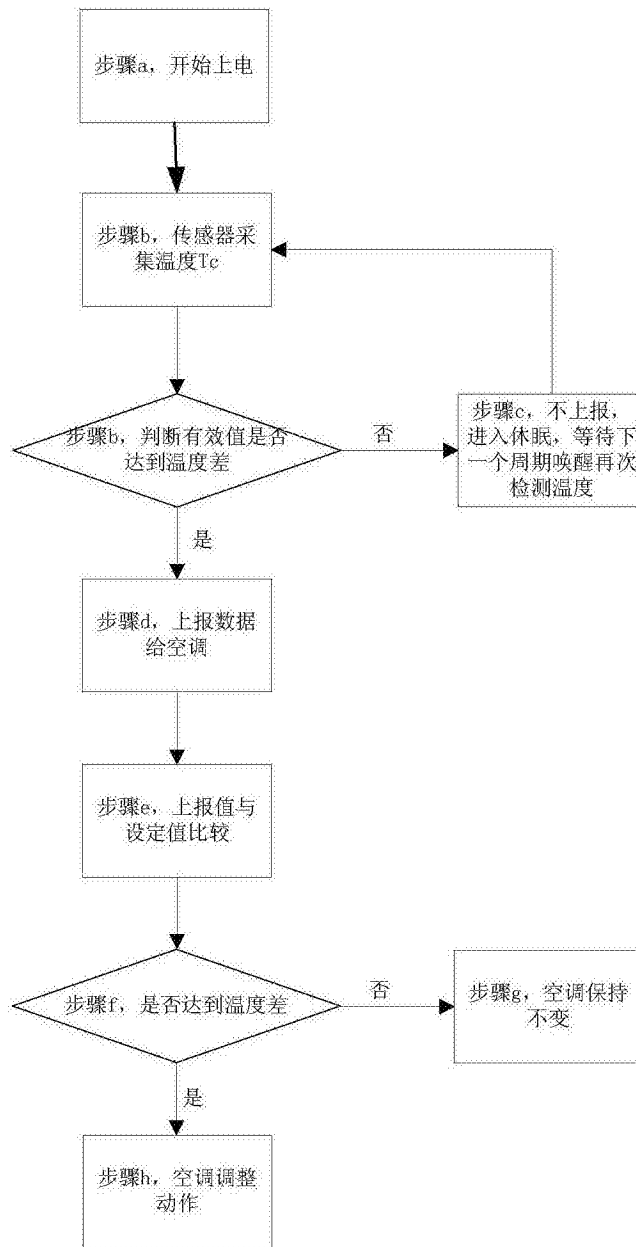 步骤a，开始上电
步骤b，传感器采
集温度Tc
步骤b，判断有效值是否
达到温度差
否
步骤c，不上报，
进入休眠，等待下
一个周期唤醒再次
检测温度
是
步骤d，上报数据
给空调
步骤e，上报值与
设定值比较
步骤f，是否达到温度差
否
步骤g，空调保持
不变
是
步骤h，空调调整
动作